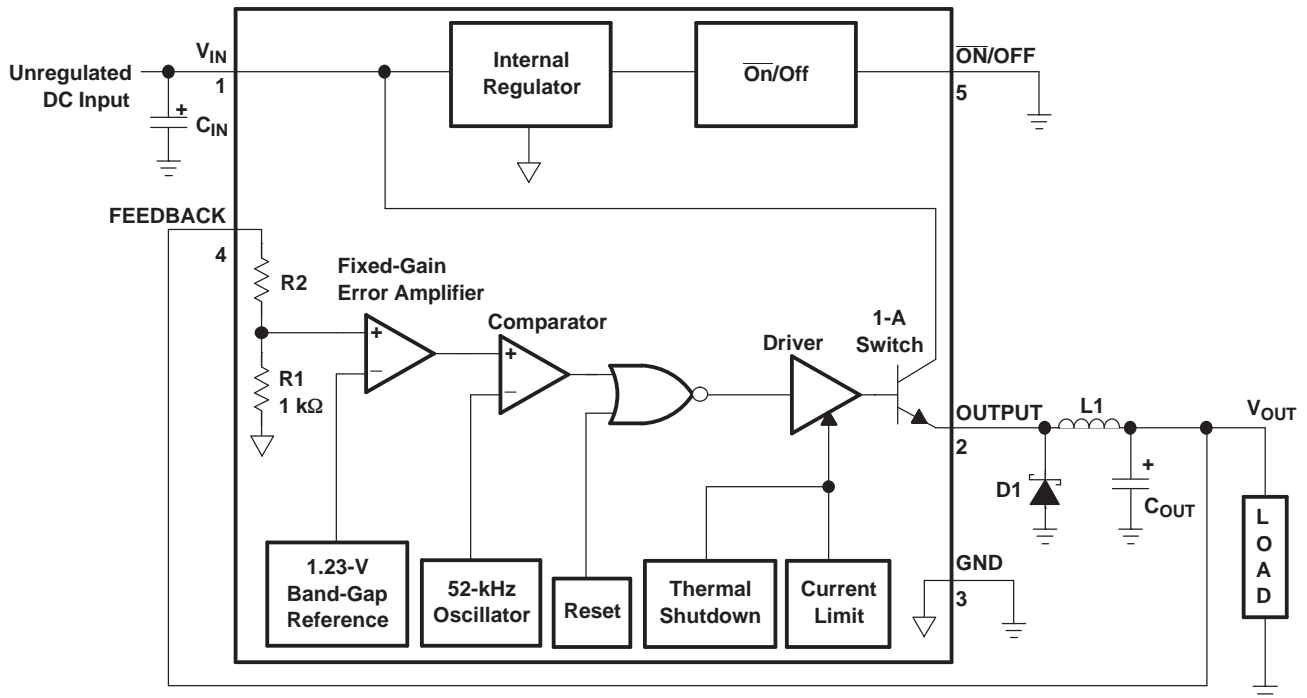 V_IN
Unregulated
DC Input
1
+
C_IN
Internal
Regulator
O̅n̅/Off
O̅N̅/OFF
5
FEEDBACK
4
R2
R1
1 kΩ
Fixed-Gain
Error Amplifier
+
–
Comparator
+
–
Driver
1-A
Switch
OUTPUT
2
L1
V_OUT
D1
+
C_OUT
L
O
A
D
1.23-V
Band-Gap
Reference
52-kHz
Oscillator
Reset
Thermal
Shutdown
Current
Limit
GND
3